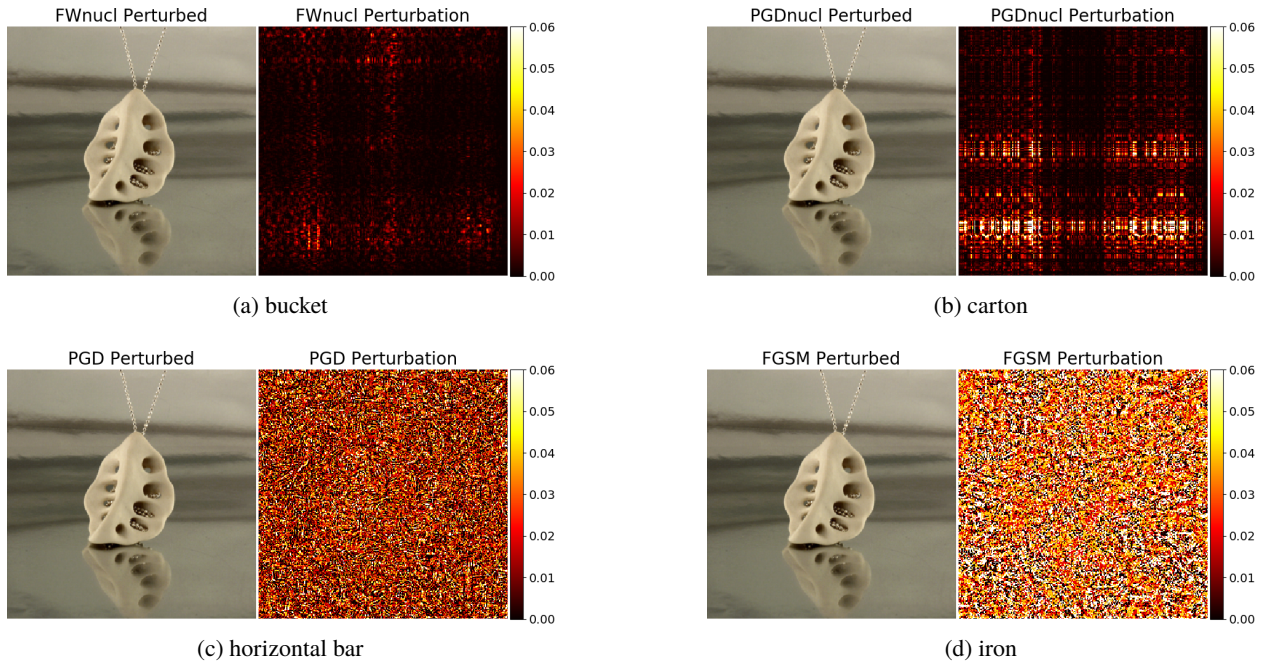 FWnucl Perturbed
FWnucl Perturbation
0.06
0.05
0.04
0.03
0.02
0.01
0.00
(a) bucket
PGDnucl Perturbed
PGDnucl Perturbation
0.06
0.05
0.04
0.03
0.02
0.01
0.00
(b) carton
PGD Perturbed
PGD Perturbation
0.06
0.05
0.04
0.03
0.02
0.01
0.00
(c) horizontal bar
FGSM Perturbed
FGSM Perturbation
0.06
0.05
0.04
0.03
0.02
0.01
0.00
(d) iron